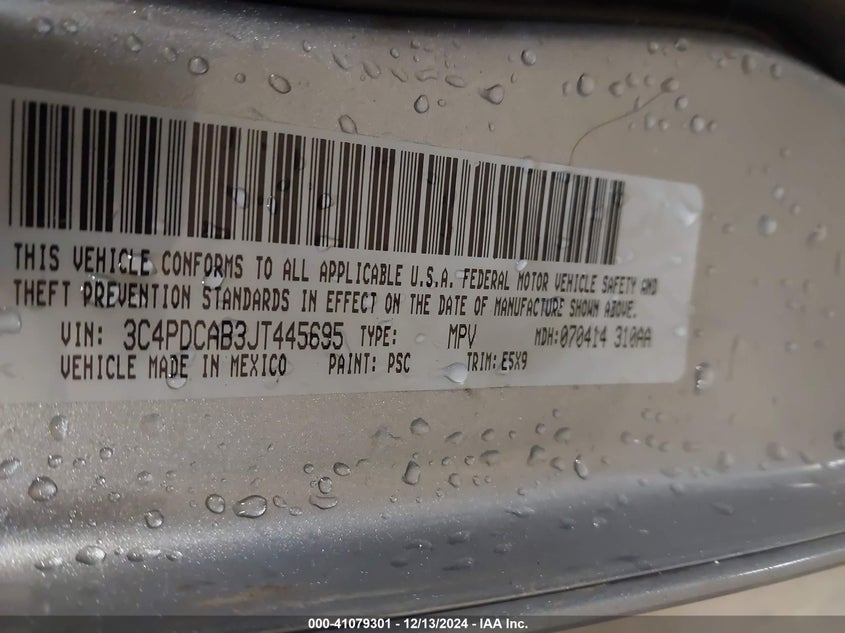 THIS VEHICLE CONFORMS TO ALL APPLICABLE U.S.A. FEDERAL MOTOR VEHICLE SAFETY AND
THEFT PREVENTION STANDARDS IN EFFECT ON THE DATE OF MANUFACTURE SHOWN ABOVE.
VIN: 3C4PDCAB3JT445695 TYPE: MPV MDH:070414 310AA
VEHICLE MADE IN MEXICO PAINT: PSC TRIM: E5X9
000-41079301 - 12/13/2024 - IAA Inc.